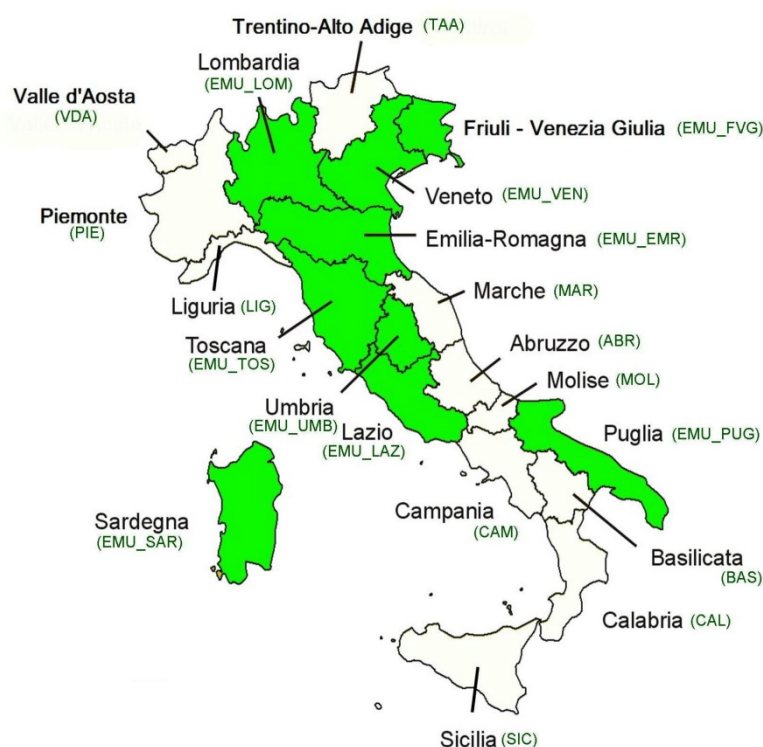 Trentino-Alto Adige (TAA)
Lombardia
(EMU_LOM)
Valle d'Aosta
(VDA)
Friuli - Venezia Giulia (EMU_FVG)
Veneto (EMU_VEN)
Piemonte
(PIE)
Emilia-Romagna (EMU_EMR)
Marche (MAR)
Liguria (LIG)
Toscana
(EMU_TOS)
Abruzzo (ABR)
Molise (MOL)
Umbria
(EMU_UMB)
Lazio
(EMU_LAZ)
Puglia (EMU_PUG)
Sardegna
(EMU_SAR)
Campania
(CAM)
Basilicata
(BAS)
Calabria (CAL)
Sicilia (SIC)